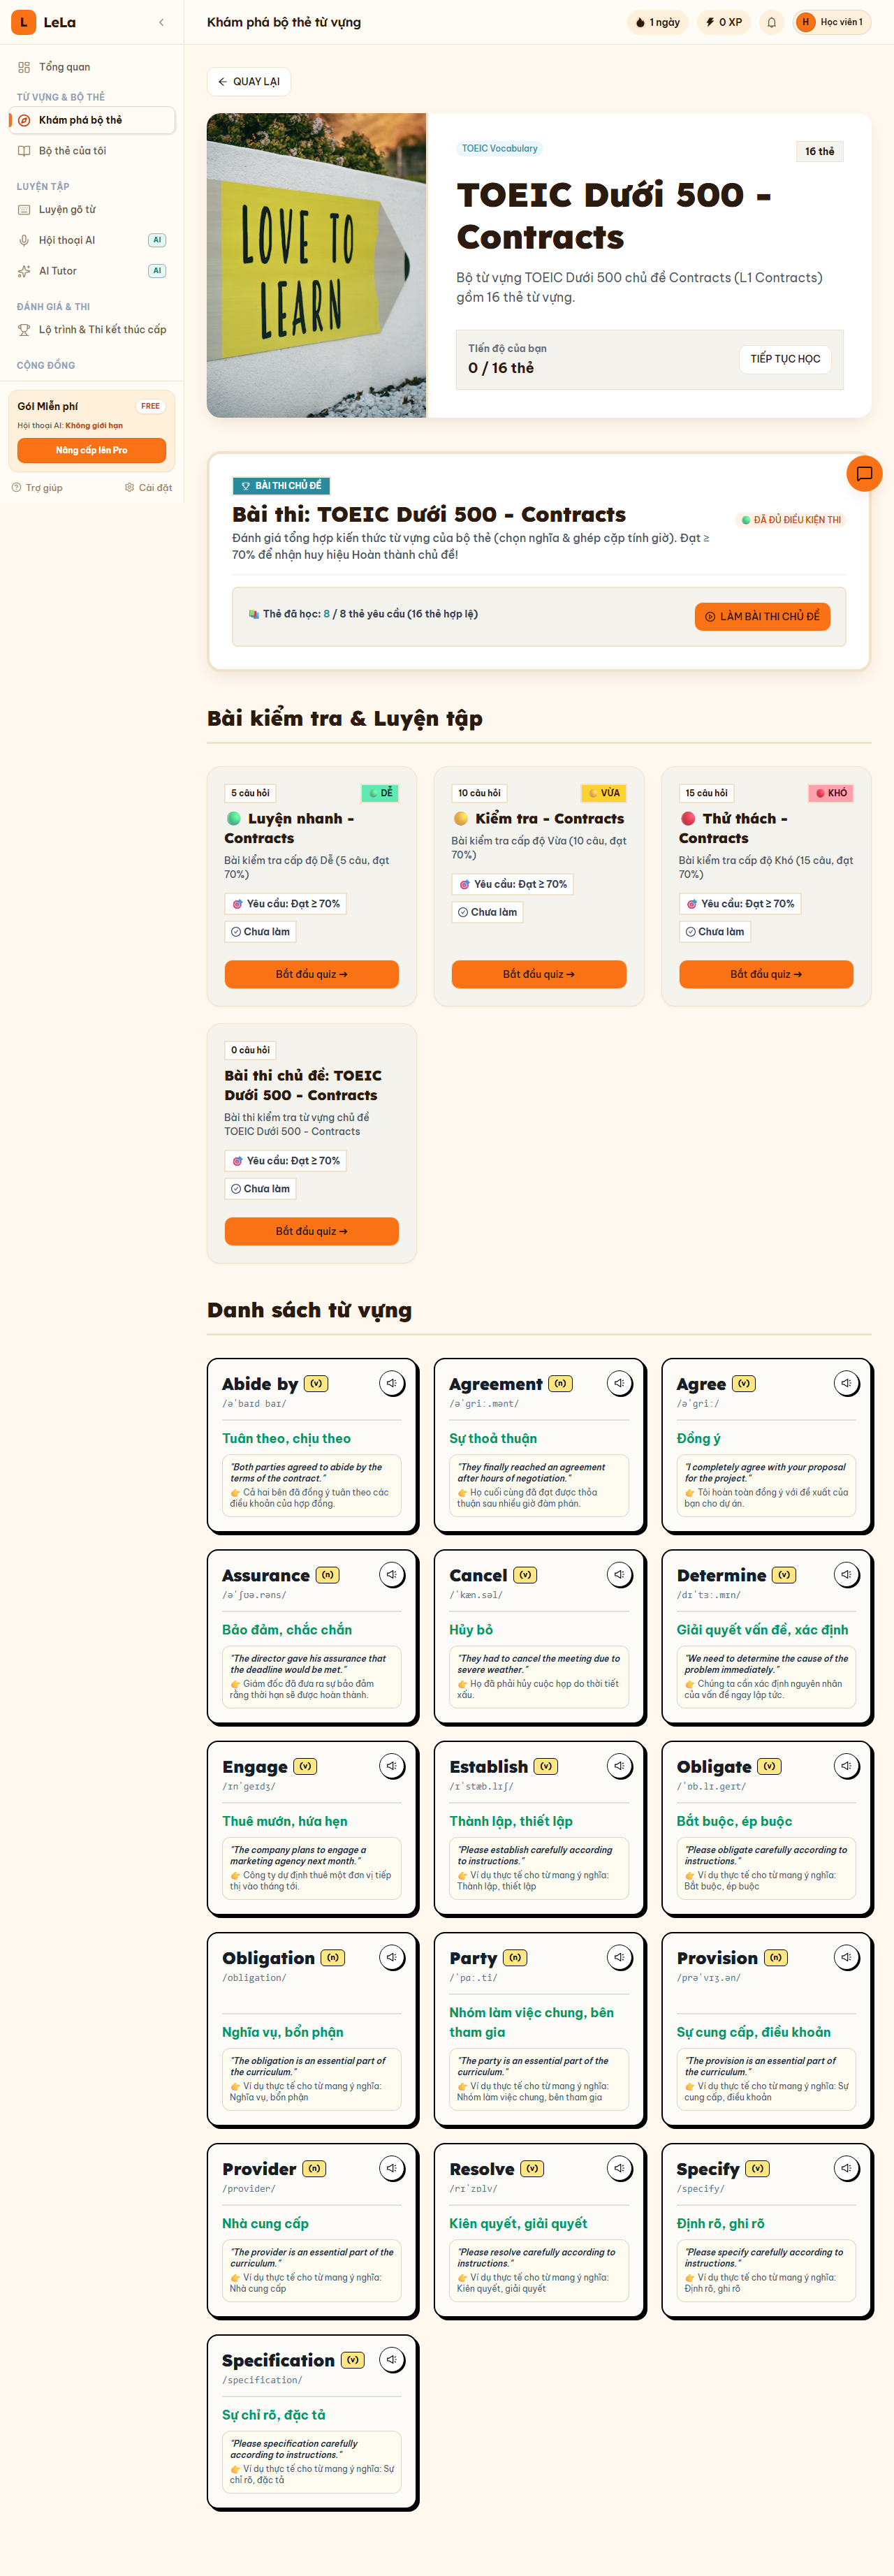 L
LeLa
Tổng quan
TỪ VỰNG & BỘ THẺ
Khám phá bộ thẻ
Bộ thẻ của tôi
LUYỆN TẬP
Luyện gõ từ
Hội thoại AI
AI
AI Tutor
AI
ĐÁNH GIÁ & THI
Lộ trình & Thi kết thúc cấp
CỘNG ĐỒNG
Gói Miễn phí
FREE
Hội thoại AI: Không giới hạn
Nâng cấp lên Pro
Trợ giúp
Cài đặt
Khám phá bộ thẻ từ vựng
1 ngày
0 XP
H
Học viên 1
QUAY LẠI
LOVE TO
LEARN
TOEIC Vocabulary
16 thẻ
TOEIC Dưới 500 -
Contracts
Bộ từ vựng TOEIC Dưới 500 chủ đề Contracts (L1 Contracts)
gồm 16 thẻ từ vựng.
Tiến độ của bạn
0 / 16 thẻ
TIẾP TỤC HỌC
BÀI THI CHỦ ĐỀ
Bài thi: TOEIC Dưới 500 - Contracts
Đánh giá tổng hợp kiến thức từ vựng của bộ thẻ (chọn nghĩa & ghép cặp tính giờ). Đạt ≥
70% để nhận huy hiệu Hoàn thành chủ đề!
ĐÃ ĐỦ ĐIỀU KIỆN THI
Thẻ đã học: 8 / 8 thẻ yêu cầu (16 thẻ hợp lệ)
LÀM BÀI THI CHỦ ĐỀ
Bài kiểm tra & Luyện tập
5 câu hỏi
DỄ
Luyện nhanh -
Contracts
Bài kiểm tra cấp độ Dễ (5 câu, đạt
70%)
Yêu cầu: Đạt ≥ 70%
Chưa làm
Bắt đầu quiz →
10 câu hỏi
VỪA
Kiểm tra - Contracts
Bài kiểm tra cấp độ Vừa (10 câu, đạt
70%)
Yêu cầu: Đạt ≥ 70%
Chưa làm
Bắt đầu quiz →
15 câu hỏi
KHÓ
Thử thách -
Contracts
Bài kiểm tra cấp độ Khó (15 câu, đạt
70%)
Yêu cầu: Đạt ≥ 70%
Chưa làm
Bắt đầu quiz →
0 câu hỏi
Bài thi chủ đề: TOEIC
Dưới 500 - Contracts
Bài thi kiểm tra từ vựng chủ đề
TOEIC Dưới 500 - Contracts
Yêu cầu: Đạt ≥ 70%
Chưa làm
Bắt đầu quiz →
Danh sách từ vựng
Abide by (v)
/əˈbaɪd baɪ/
Tuân theo, chịu theo
"Both parties agreed to abide by the
terms of the contract."
👉 Cả hai bên đã đồng ý tuân theo các
điều khoản của hợp đồng.
Agreement (n)
/əˈɡriː.mənt/
Sự thoả thuận
"They finally reached an agreement
after hours of negotiation."
👉 Họ cuối cùng đã đạt được thỏa
thuận sau nhiều giờ đàm phán.
Agree (v)
/əˈɡriː/
Đồng ý
"I completely agree with your proposal
for the project."
👉 Tôi hoàn toàn đồng ý với đề xuất của
bạn cho dự án.
Assurance (n)
/əˈʃʊə.rəns/
Bảo đảm, chắc chắn
"The director gave his assurance that
the deadline would be met."
👉 Giám đốc đã đưa ra sự bảo đảm
rằng thời hạn sẽ được hoàn thành.
Cancel (v)
/ˈkæn.səl/
Hủy bỏ
"They had to cancel the meeting due to
severe weather."
👉 Họ đã phải hủy cuộc họp do thời tiết
xấu.
Determine (v)
/dɪˈtɜː.mɪn/
Giải quyết vấn đề, xác định
"We need to determine the cause of the
problem immediately."
👉 Chúng ta cần xác định nguyên nhân
của vấn đề ngay lập tức.
Engage (v)
/ɪnˈɡeɪdʒ/
Thuê mướn, hứa hẹn
"The company plans to engage a
marketing agency next month."
👉 Công ty dự định thuê một đơn vị tiếp
thị vào tháng tới.
Establish (v)
/ɪˈstæb.lɪʃ/
Thành lập, thiết lập
"Please establish carefully according
to instructions."
👉 Ví dụ thực tế cho từ mang ý nghĩa:
Thành lập, thiết lập
Obligate (v)
/ˈɒb.lɪ.ɡeɪt/
Bắt buộc, ép buộc
"Please obligate carefully according to
instructions."
👉 Ví dụ thực tế cho từ mang ý nghĩa:
Bắt buộc, ép buộc
Obligation (n)
/obligation/
Nghĩa vụ, bổn phận
"The obligation is an essential part of
the curriculum."
👉 Ví dụ thực tế cho từ mang ý nghĩa:
Nghĩa vụ, bổn phận
Party (n)
/ˈpɑː.ti/
Nhóm làm việc chung, bên
tham gia
"The party is an essential part of the
curriculum."
👉 Ví dụ thực tế cho từ mang ý nghĩa:
Nhóm làm việc chung, bên tham gia
Provision (n)
/prəˈvɪʒ.ən/
Sự cung cấp, điều khoản
"The provision is an essential part of
the curriculum."
👉 Ví dụ thực tế cho từ mang ý nghĩa: Sự
cung cấp, điều khoản
Provider (n)
/provider/
Nhà cung cấp
"The provider is an essential part of the
curriculum."
👉 Ví dụ thực tế cho từ mang ý nghĩa:
Nhà cung cấp
Resolve (v)
/rɪˈzɒlv/
Kiên quyết, giải quyết
"Please resolve carefully according to
instructions."
👉 Ví dụ thực tế cho từ mang ý nghĩa:
Kiên quyết, giải quyết
Specify (v)
/specify/
Định rõ, ghi rõ
"Please specify carefully according to
instructions."
👉 Ví dụ thực tế cho từ mang ý nghĩa:
Định rõ, ghi rõ
Specification (v)
/specification/
Sự chỉ rõ, đặc tả
"Please specification carefully
according to instructions."
👉 Ví dụ thực tế cho từ mang ý nghĩa: Sự
chỉ rõ, đặc tả